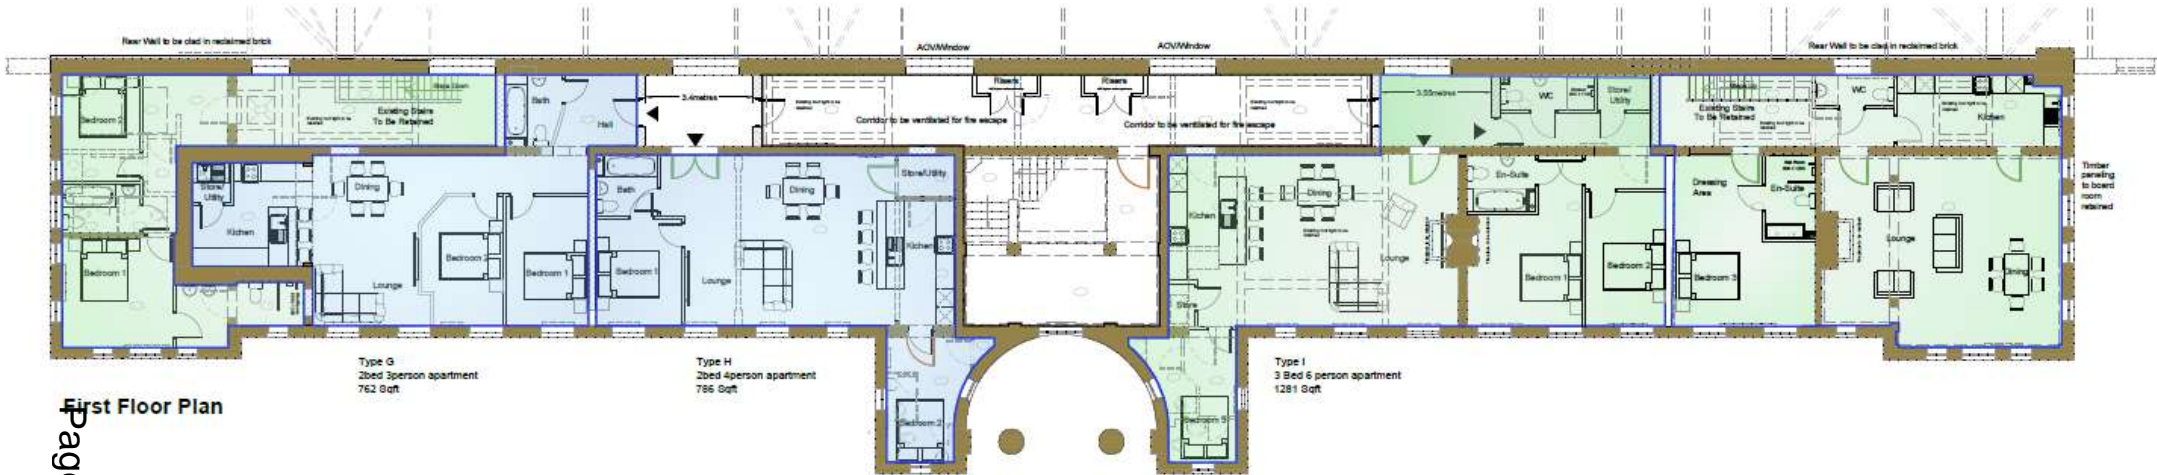 Rear Wall to be clad in reclaimed brick
AOV/Window
AOV/Window
Rear Wall to be clad in reclaimed brick
Bedroom 2
Existing Stairs
To Be Retained
Bath
Hall
3.4metres
Risers
Risers
Corridor to be ventilated for fire escape
Corridor to be ventilated for fire escape
3.55metres
WC
Store/
Utility
Existing Stairs
To Be Retained
WC
Kitchen
Store/
Utility
Dining
Kitchen
Lounge
Bedroom 2
Bedroom 1
Bedroom 1
Bath
Dining
Store/Utility
Kitchen
Bedroom 1
Lounge
Kitchen
Dining
Lounge
Store
En-Suite
Bedroom 1
Bedroom 2
Dressing
Area
En-Suite
Bedroom 3
Lounge
Dining
Timber
paneling
to board
room
retained
Type G
2bed 3person apartment
762 Sqft
Type H
2bed 4person apartment
786 Sqft
Type I
3 Bed 6 person apartment
1281 Sqft
Bedroom 2
Bedroom 3
First Floor Plan
Page